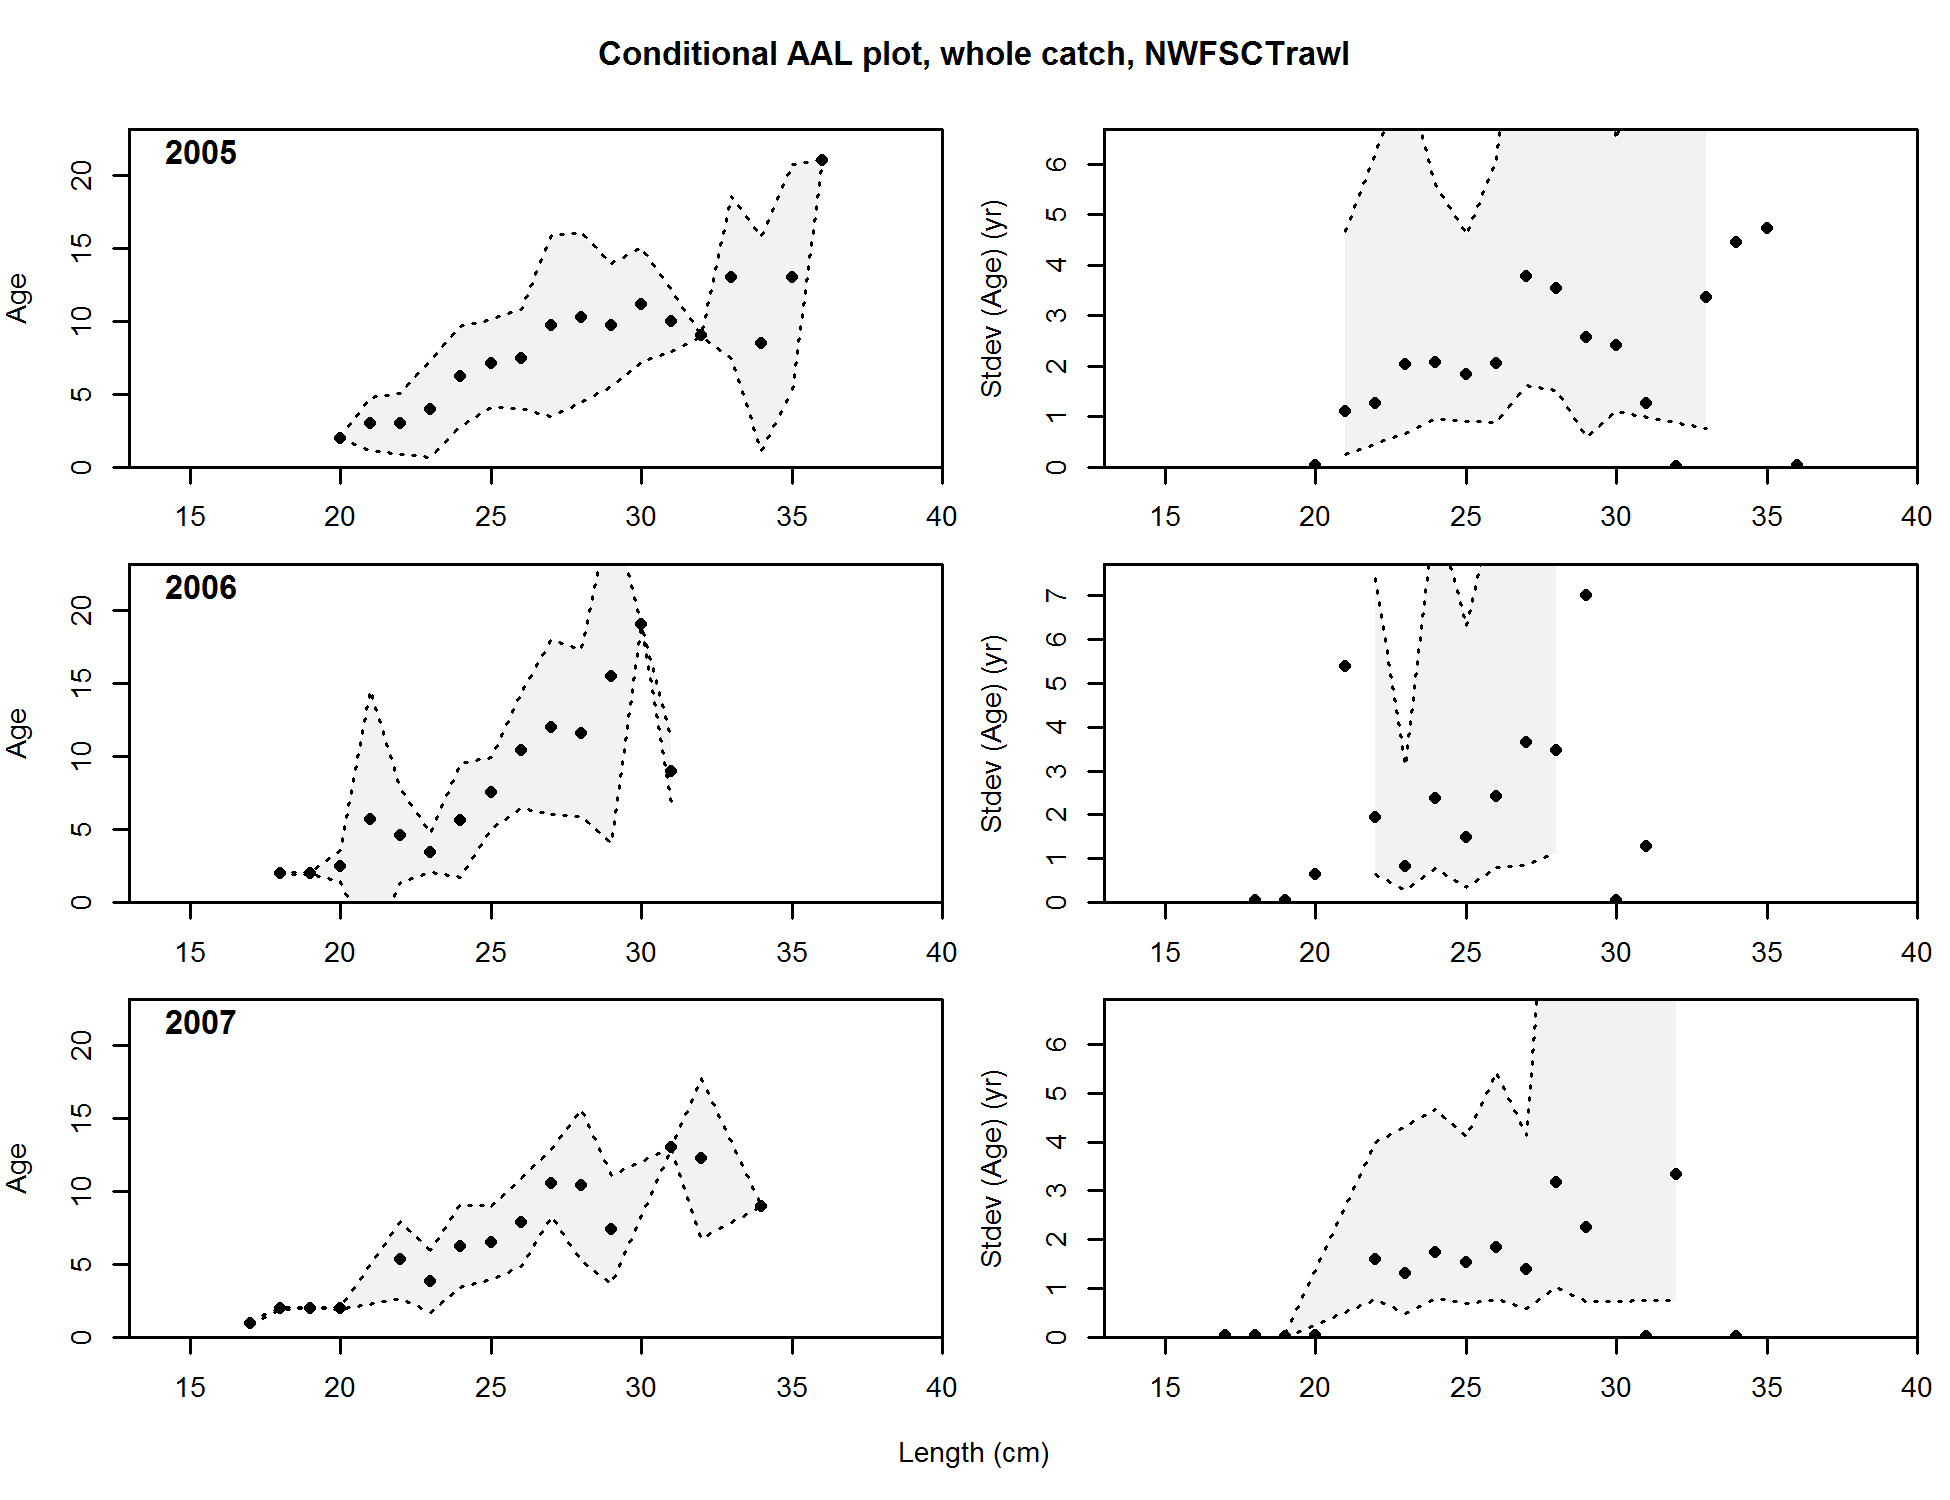 Conditional AAL plot, whole catch, NWFSCTrawl
2005
Age
0 5 10 15 20
15 20 25 30 35 40
Stdev (Age) (yr)
0 1 2 3 4 5 6
15 20 25 30 35 40
2006
Age
0 5 10 15 20
15 20 25 30 35 40
Stdev (Age) (yr)
0 1 2 3 4 5 6 7
15 20 25 30 35 40
2007
Age
0 5 10 15 20
15 20 25 30 35 40
Stdev (Age) (yr)
0 1 2 3 4 5 6
15 20 25 30 35 40
Length (cm)